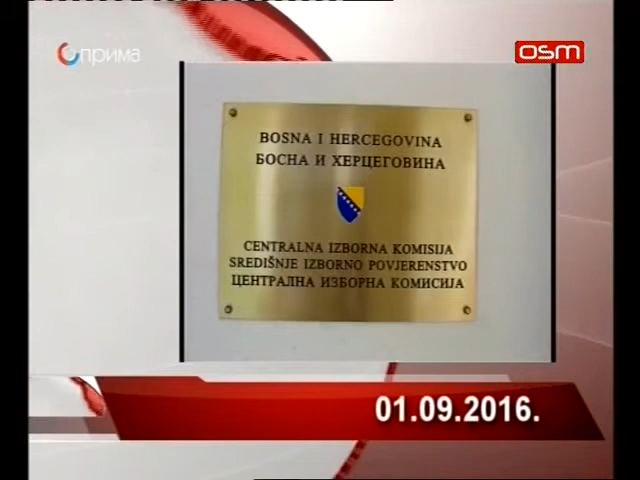 прима
OSM
BOSNA I HERCEGOVINA
БОСНА И ХЕРЦЕГОВИНА
CENTRALNA IZBORNA KOMISIJA
SREDIŠNJE IZBORNO POVJERENSTVO
ЦЕНТРАЛНА ИЗБОРНА КОМИСИЈА
01.09.2016.